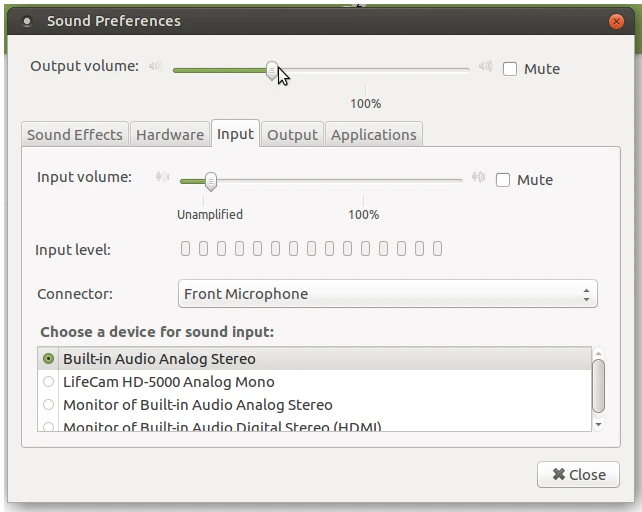 Sound Preferences
Output volume:
Mute
100%
Sound Effects
Hardware
Input
Output
Applications
Input volume:
Mute
Unamplified
100%
Input level:
Connector:
Front Microphone
Choose a device for sound input:
Built-in Audio Analog Stereo
LifeCam HD-5000 Analog Mono
Monitor of Built-in Audio Analog Stereo
Monitor of Built-in Audio Digital Stereo (HDMI)
Close